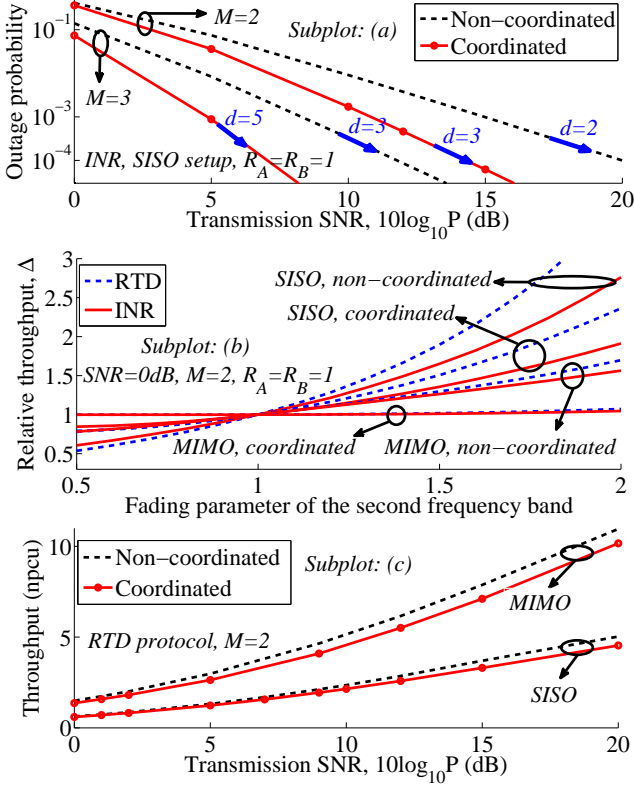 10^{-1}
10^{-3}
10^{-4}
Outage probability
M=2
Subplot: (a)
Non-coordinated
Coordinated
M=3
d=5
d=3
d=3
d=2
INR, SISO setup, R_A=R_B=1
0 5 10 15 20
Transmission SNR, 10log_{10}P (dB)
3
2.5
2
1.5
1
0.5
Relative throughput, Δ
RTD
INR
SISO, non−coordinated
SISO, coordinated
Subplot: (b)
SNR=0dB, M=2, R_A=R_B=1
MIMO, coordinated
MIMO, non−coordinated
0.5 1 1.5 2
Fading parameter of the second frequency band
10
5
0
Throughput (npcu)
Non−coordinated
Coordinated
Subplot: (c)
MIMO
RTD protocol, M=2
SISO
0 5 10 15 20
Transmission SNR, 10log_{10}P (dB)